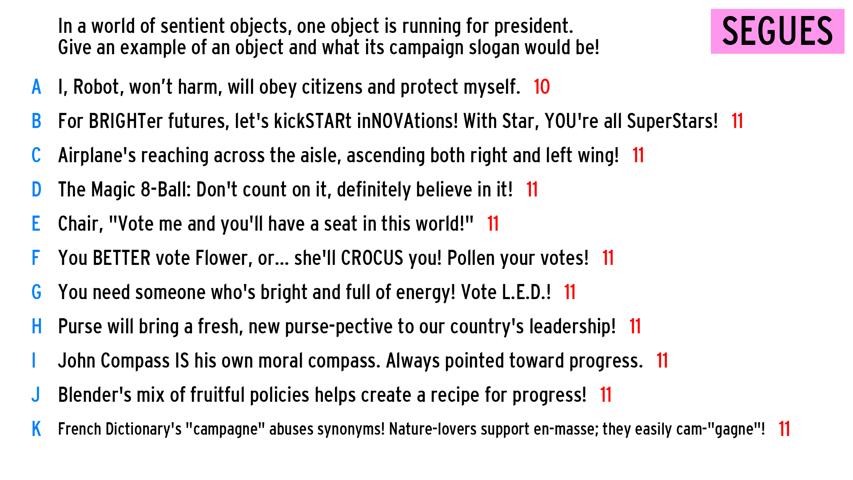 In a world of sentient objects, one object is running for president.
Give an example of an object and what its campaign slogan would be!
SEGUES
A I, Robot, won't harm, will obey citizens and protect myself. 10
B For BRIGHTer futures, let's kickSTARt inNOVAtions! With Star, YOU're all SuperStars! 11
C Airplane's reaching across the aisle, ascending both right and left wing! 11
D The Magic 8-Ball: Don't count on it, definitely believe in it! 11
E Chair, "Vote me and you'll have a seat in this world!" 11
F You BETTER vote Flower, or... she'll CROCUS you! Pollen your votes! 11
G You need someone who's bright and full of energy! Vote L.E.D.! 11
H Purse will bring a fresh, new purse-pective to our country's leadership! 11
I John Compass IS his own moral compass. Always pointed toward progress. 11
J Blender's mix of fruitful policies helps create a recipe for progress! 11
K French Dictionary's "campagne" abuses synonyms! Nature-lovers support en-masse; they easily cam-"gagne"! 11